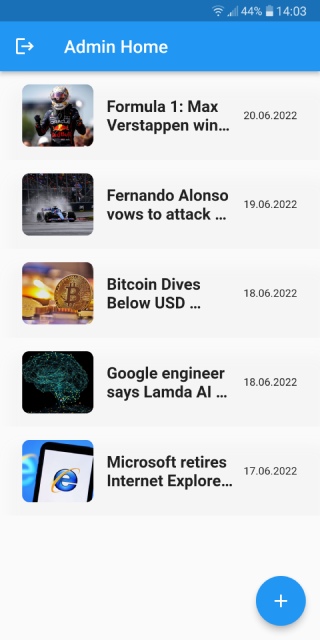 44% 14:03
Admin Home
Formula 1: Max
Verstappen win…
20.06.2022
Fernando Alonso
vows to attack …
19.06.2022
Bitcoin Dives
Below USD …
18.06.2022
Google engineer
says Lamda AI …
18.06.2022
Microsoft retires
Internet Explore…
17.06.2022